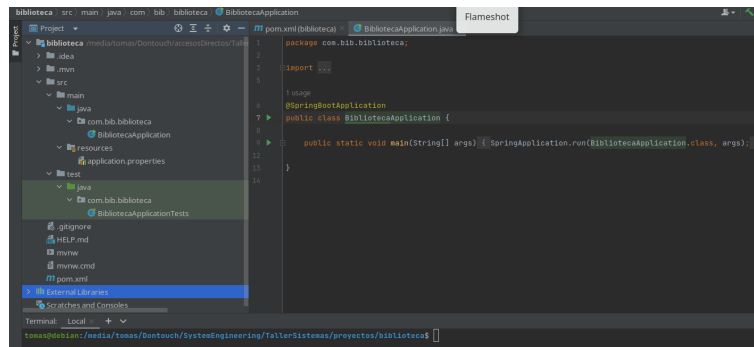 biblioteca src main java com bib biblioteca BibliotecaApplication
Flameshot
Project
Project
pom.xml (biblioteca)
BibliotecaApplication.java
biblioteca /media/tomas/Dontouch/accesosDirectos/Talle
.idea
.mvn
src
main
java
com.bib.biblioteca
BibliotecaApplication
resources
application.properties
test
java
com.bib.biblioteca
BibliotecaApplicationTests
.gitignore
HELP.md
mvnw
mvnw.cmd
pom.xml
External Libraries
Scratches and Consoles
1 package com.bib.biblioteca;
2
3 import ...
5
1 usage
6 @SpringBootApplication
7 public class BibliotecaApplication {
8
9 public static void main(String[] args) { SpringApplication.run(BibliotecaApplication.class, args);
12
13 }
14
Terminal: Local
tomas@debian:/media/tomas/Dontouch/SystemEngineering/TallerSistemas/proyectos/biblioteca$